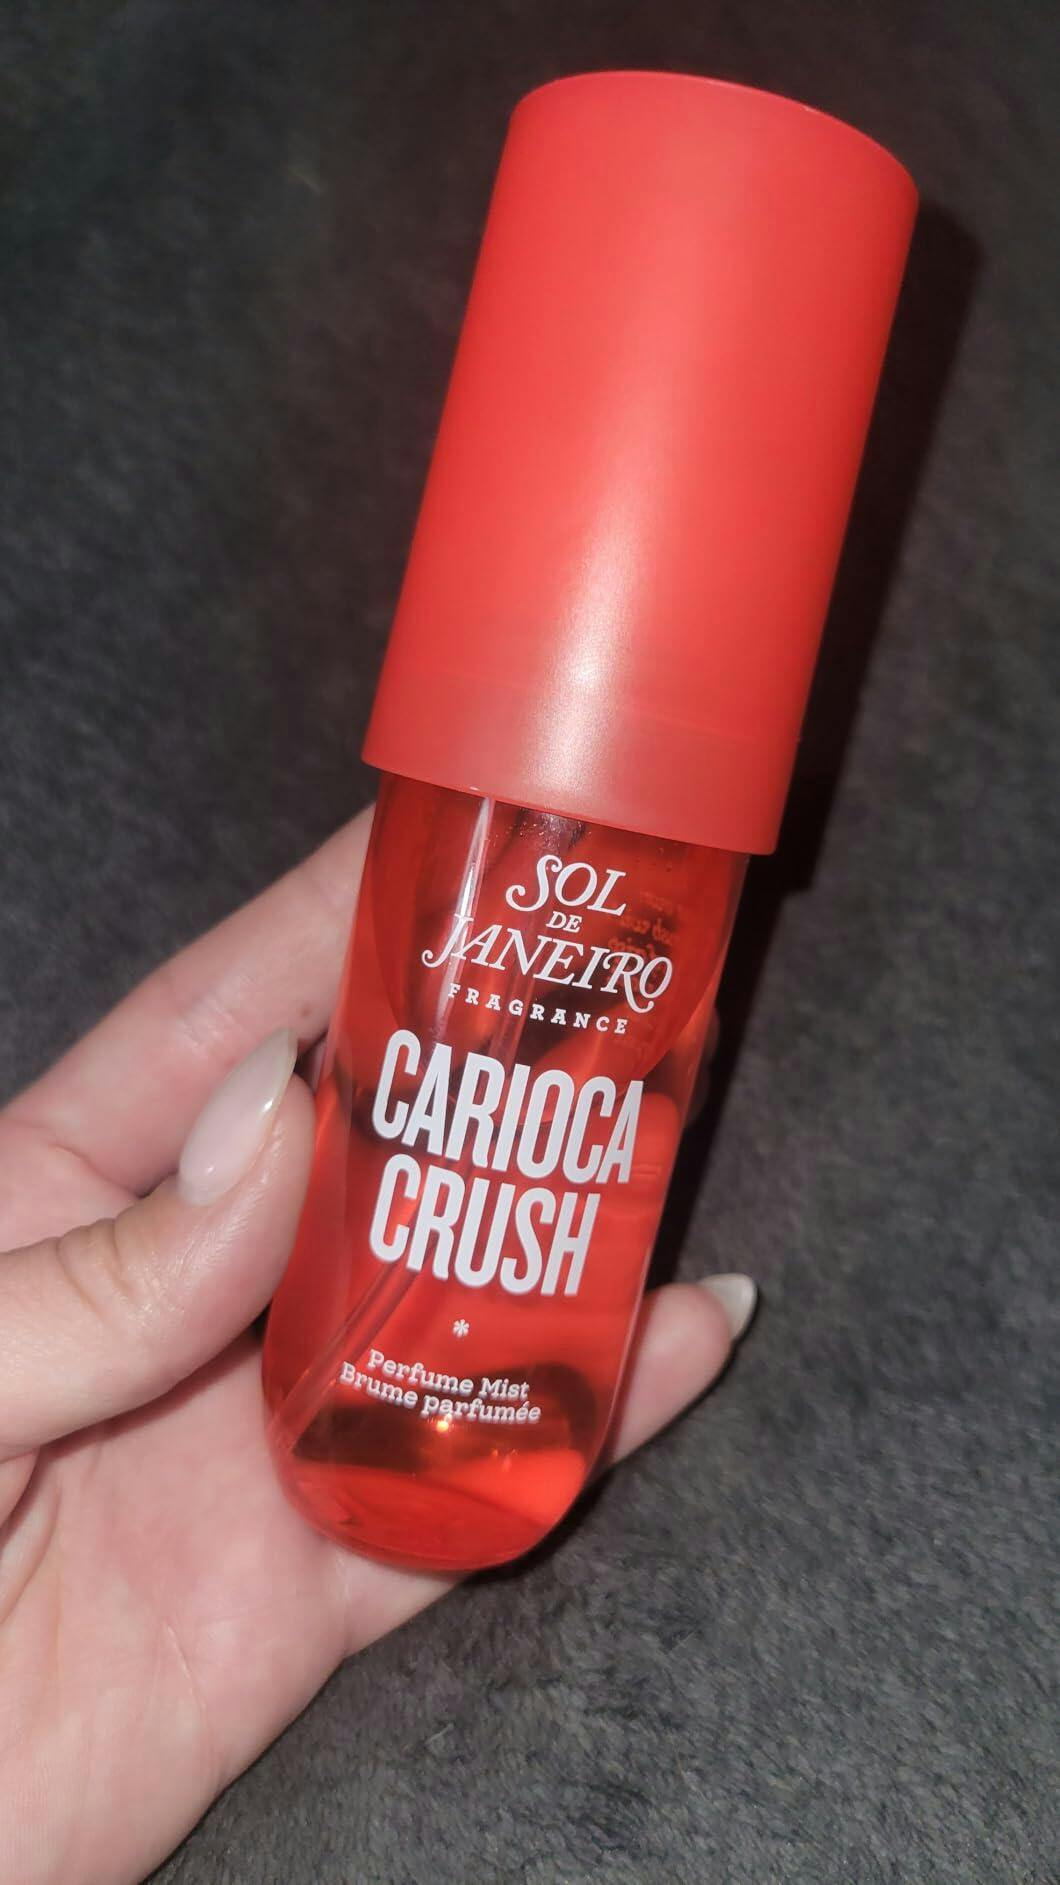 SOL
DE
JANEIRO
FRAGRANCE
CARIOCA
CRUSH
*
Perfume Mist
Brume parfumée